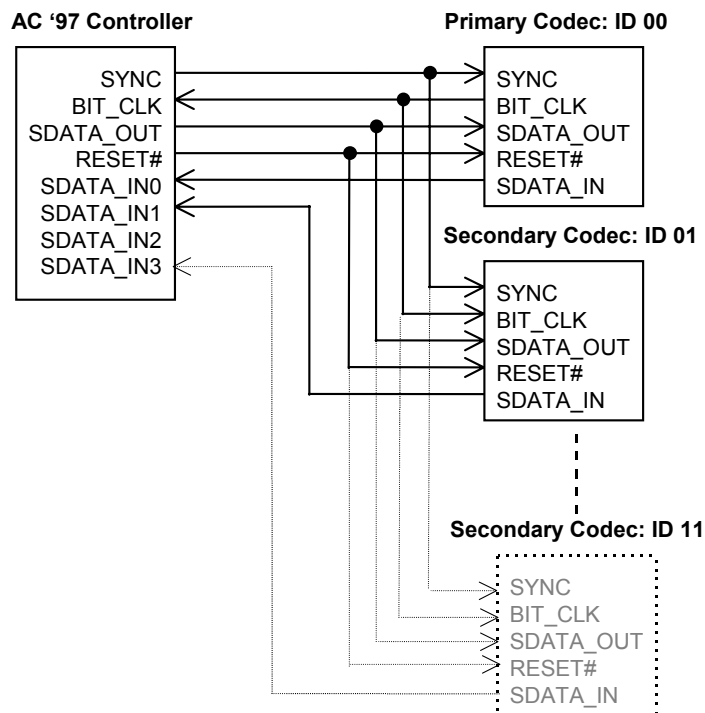 AC ‘97 Controller
SYNC
BIT_CLK
SDATA_OUT
RESET#
SDATA_IN0
SDATA_IN1
SDATA_IN2
SDATA_IN3
Primary Codec: ID 00
SYNC
BIT_CLK
SDATA_OUT
RESET#
SDATA_IN
Secondary Codec: ID 01
SYNC
BIT_CLK
SDATA_OUT
RESET#
SDATA_IN
Secondary Codec: ID 11
SYNC
BIT_CLK
SDATA_OUT
RESET#
SDATA_IN